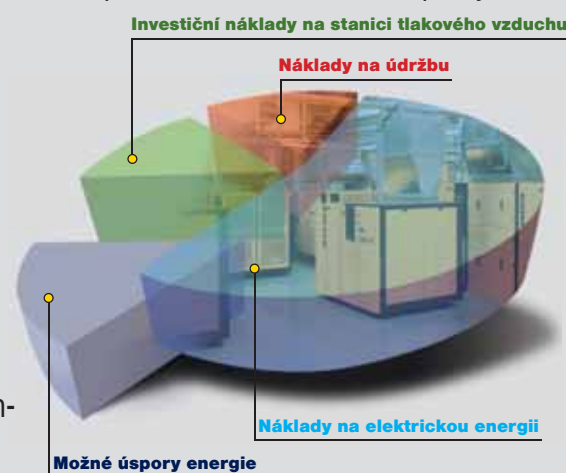 Investiční náklady na stanici tlakového vzduchu
Náklady na údržbu
n-
Náklady na elektrickou energii
Možné úspory energie